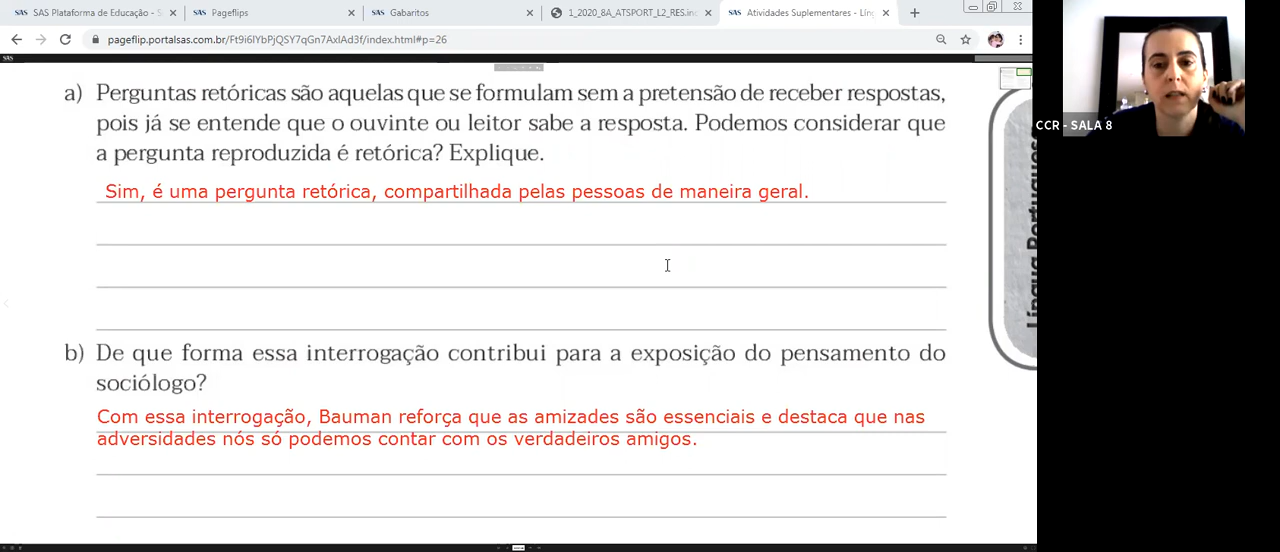 SAS SAS Plataforma de Educação - S
SAS Pageflips
SAS Gabaritos
1_2020_8A_ATSPORT_L2_RES.in
SAS Atividades Suplementares - Líng
pageflip.portalsas.com.br/Ft9i6lYbPjQSY7qGn7AxlAd3f/index.html#p=26
SAS
a) Perguntas retóricas são aquelas que se formulam sem a pretensão de receber respostas,
pois já se entende que o ouvinte ou leitor sabe a resposta. Podemos considerar que
a pergunta reproduzida é retórica? Explique.
Sim, é uma pergunta retórica, compartilhada pelas pessoas de maneira geral.
b) De que forma essa interrogação contribui para a exposição do pensamento do
sociólogo?
Com essa interrogação, Bauman reforça que as amizades são essenciais e destaca que nas
adversidades nós só podemos contar com os verdadeiros amigos.
Língua Portuguesa
CCR - SALA 8